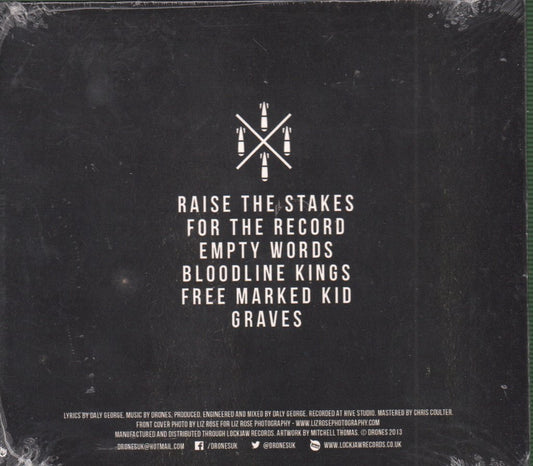 RAISE THE STAKES
FOR THE RECORD
EMPTY WORDS
BLOODLINE KINGS
FREE MARKED KID
GRAVES
LYRICS BY DALY GEORGE. MUSIC BY DRONES, PRODUCED, ENGINEERED AND MIXED BY DALY GEORGE. RECORDED AT HIVE STUDIO. MASTERED BY CHRIS COULTER.
FRONT COVER PHOTO BY LIZ ROSE FOR LIZ ROSE PHOTOGRAPHY - WWW.LIZROSEPHOTOGRAPHY.COM
MANUFACTURED AND DISTRIBUTED THROUGH LOCKJAW RECORDS. ARTWORK BY MITCHELL THOMAS. © DRONES 2013
DRONESUK@HOTMAIL.COM /DRONESUK @DRONESUK WWW.LOCKJAWRECORDS.CO.UK